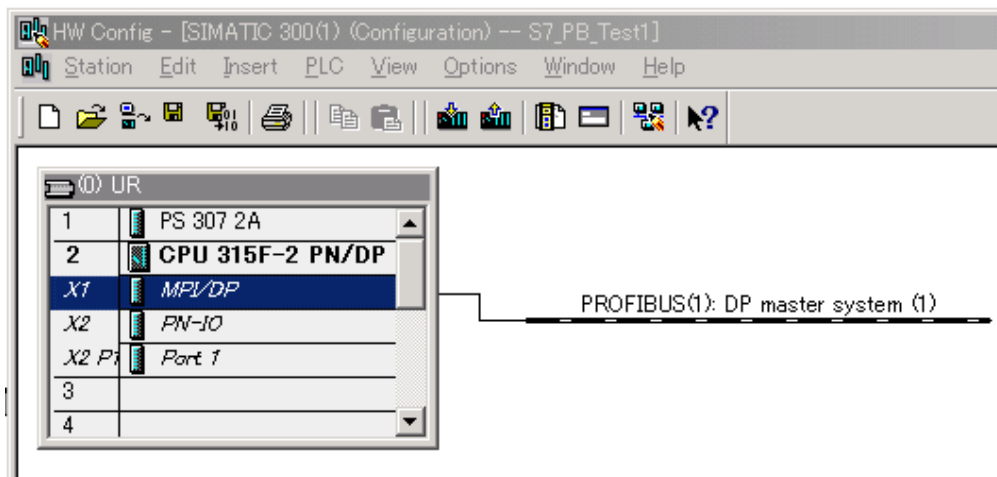 HW Config - [SIMATIC 300(1) (Configuration) -- S7_PB_Test1]
Station Edit Insert PLC View Options Window Help
(0) UR
1 PS 307 2A
2 CPU 315F-2 PN/DP
X1 MPI/DP
X2 PN-IO
X2 P1 Port 1
3
4
PROFIBUS(1): DP master system (1)